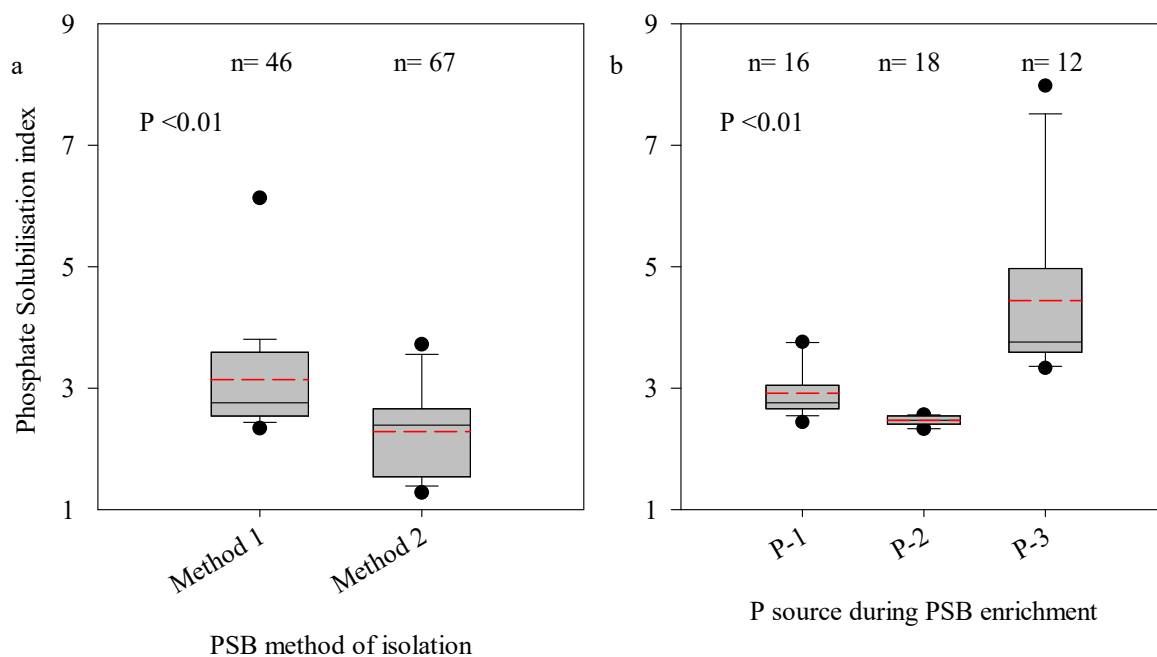 a
Phosphate Solubilisation index
9
7
5
3
1
n= 46 n= 67
P <0.01
Method 1
Method 2
PSB method of isolation
b
9
7
5
3
1
n= 16 n= 18 n= 12
P <0.01
P-1
P-2
P-3
P source during PSB enrichment